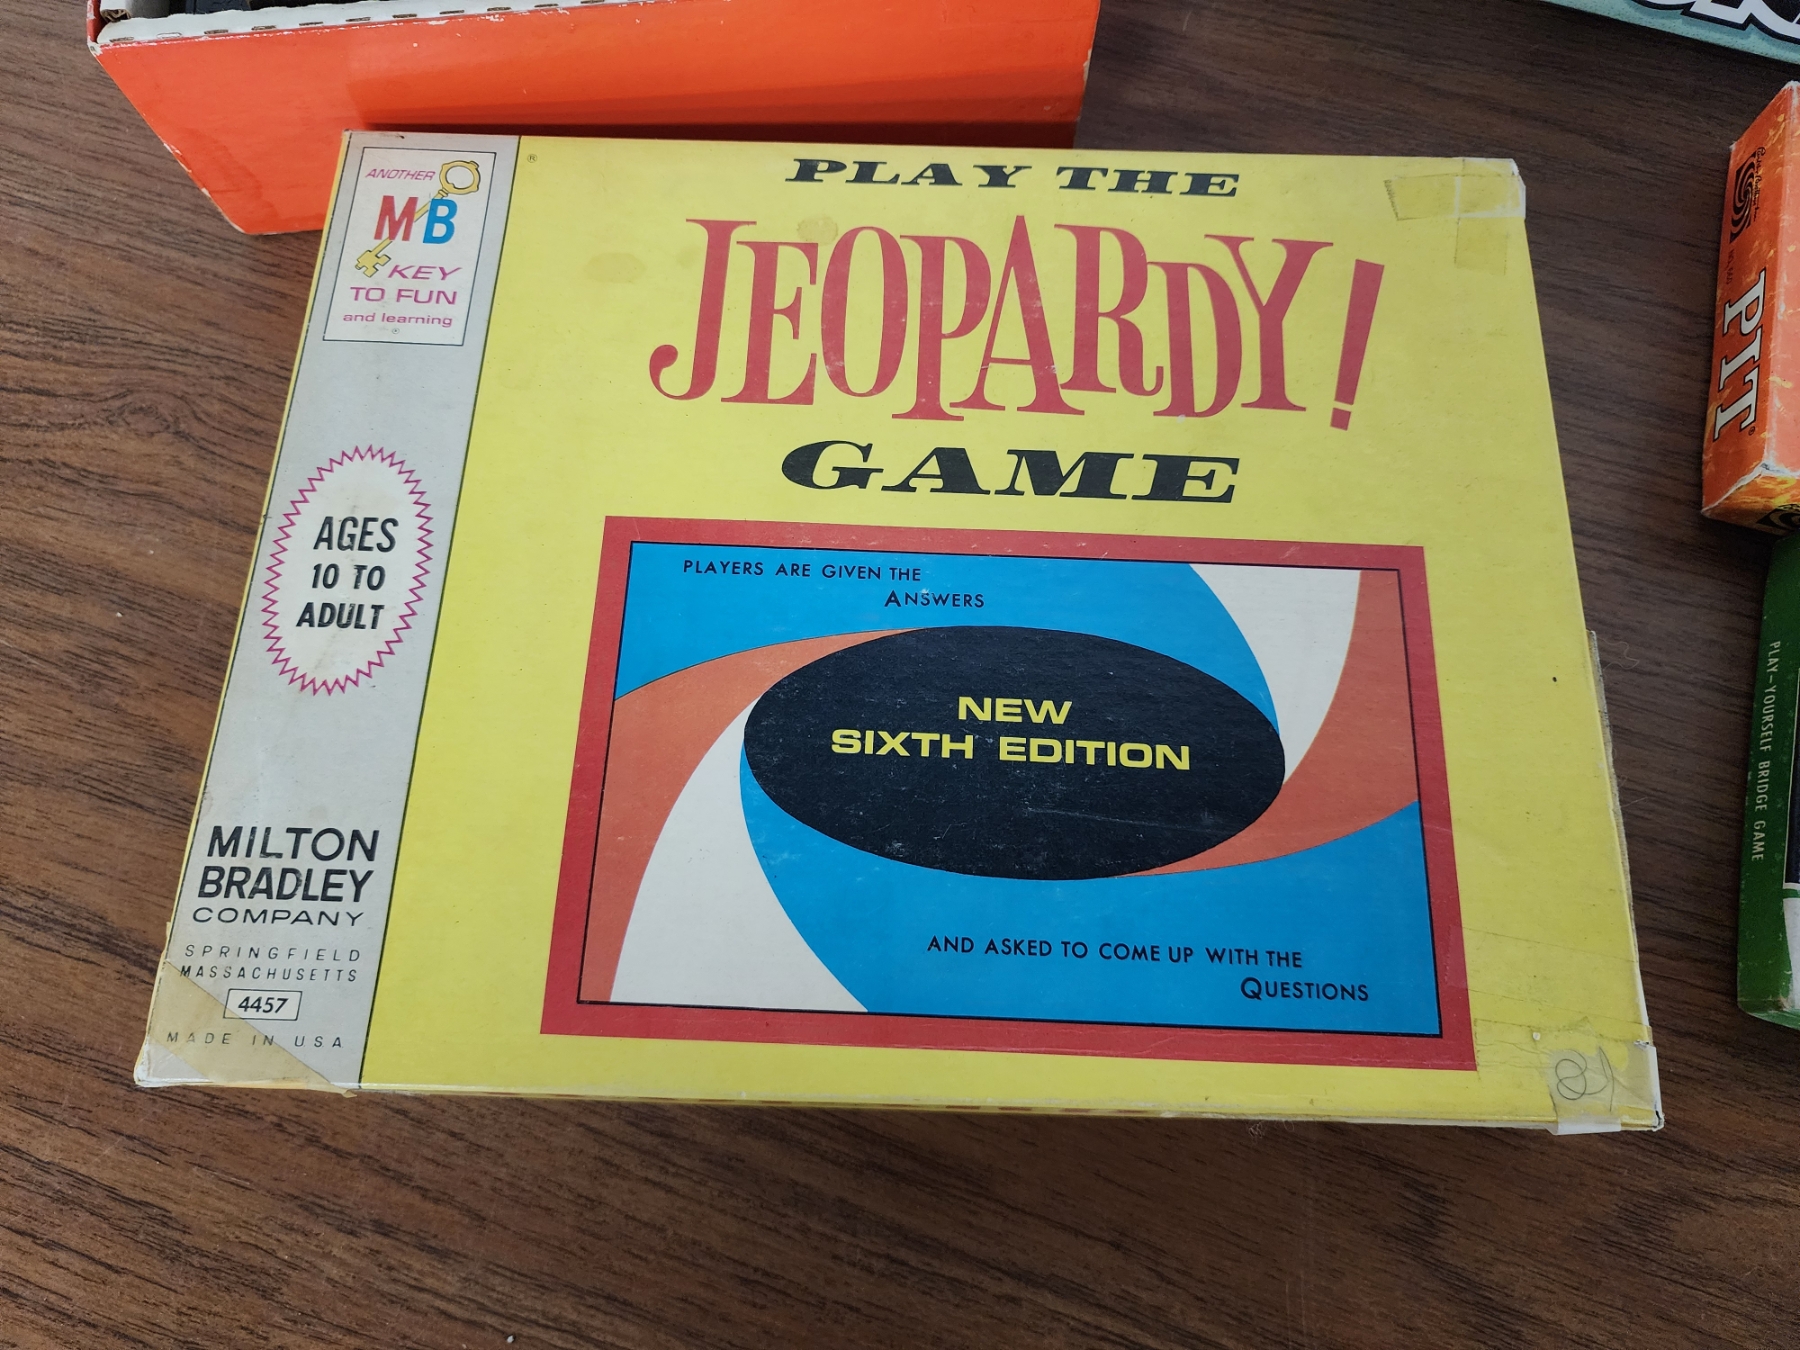 ANOTHER
MB
KEY
TO FUN
and learning
®
AGES
10 TO
ADULT
MILTON
BRADLEY
COMPANY
SPRINGFIELD
MASSACHUSETTS
4457
MADE IN USA
®
PLAY THE
JEOPARDY!
GAME
PLAYERS ARE GIVEN THE
ANSWERS
NEW
SIXTH EDITION
AND ASKED TO COME UP WITH THE
QUESTIONS
PIT®
PLAY-YOURSELF BRIDGE GAME